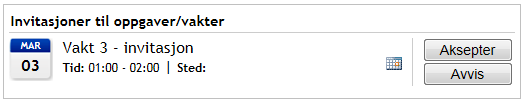 Invitasjoner til oppgaver/vakter
MAR
03
Vakt 3 - invitasjon
Tid: 01:00 - 02:00 | Sted:
Aksepter
Avvis